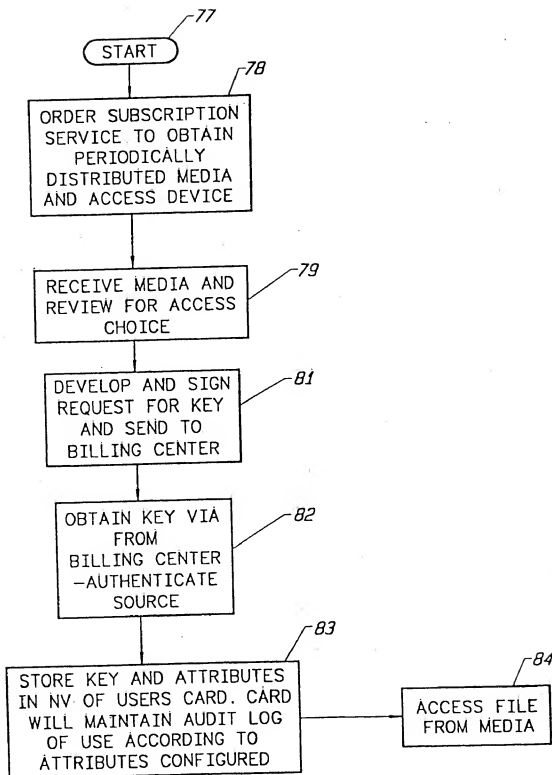 77
START
78
ORDER SUBSCRIPTION
SERVICE TO OBTAIN
PERIODICALLY
DISTRIBUTED MEDIA
AND ACCESS DEVICE
79
RECEIVE MEDIA AND
REVIEW FOR ACCESS
CHOICE
81
DEVELOP AND SIGN
REQUEST FOR KEY
AND SEND TO
BILLING CENTER
82
OBTAIN KEY VIA
FROM
BILLING CENTER
-AUTHENTICATE
SOURCE
83
STORE KEY AND ATTRIBUTES
IN NV OF USERS CARD. CARD
WILL MAINTAIN AUDIT LOG
OF USE ACCORDING TO
ATTRIBUTES CONFIGURED
84
ACCESS FILE
FROM MEDIA